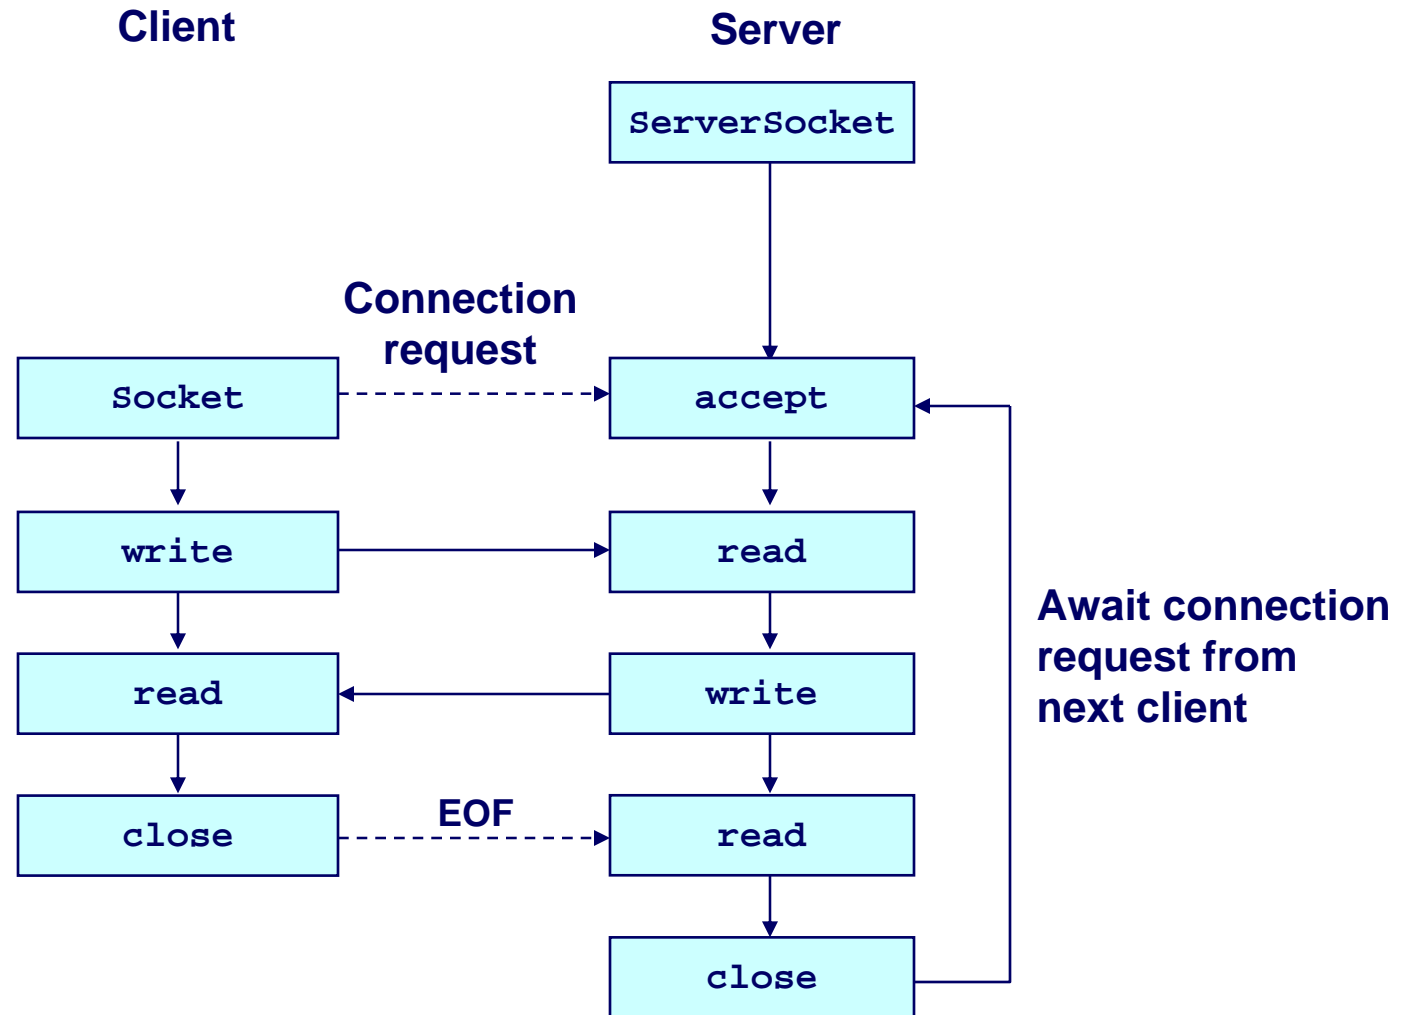 Client
Server
ServerSocket
Connection
request
Socket
accept
write
read
Await connection
request from
next client
read
write
EOF
close
read
close